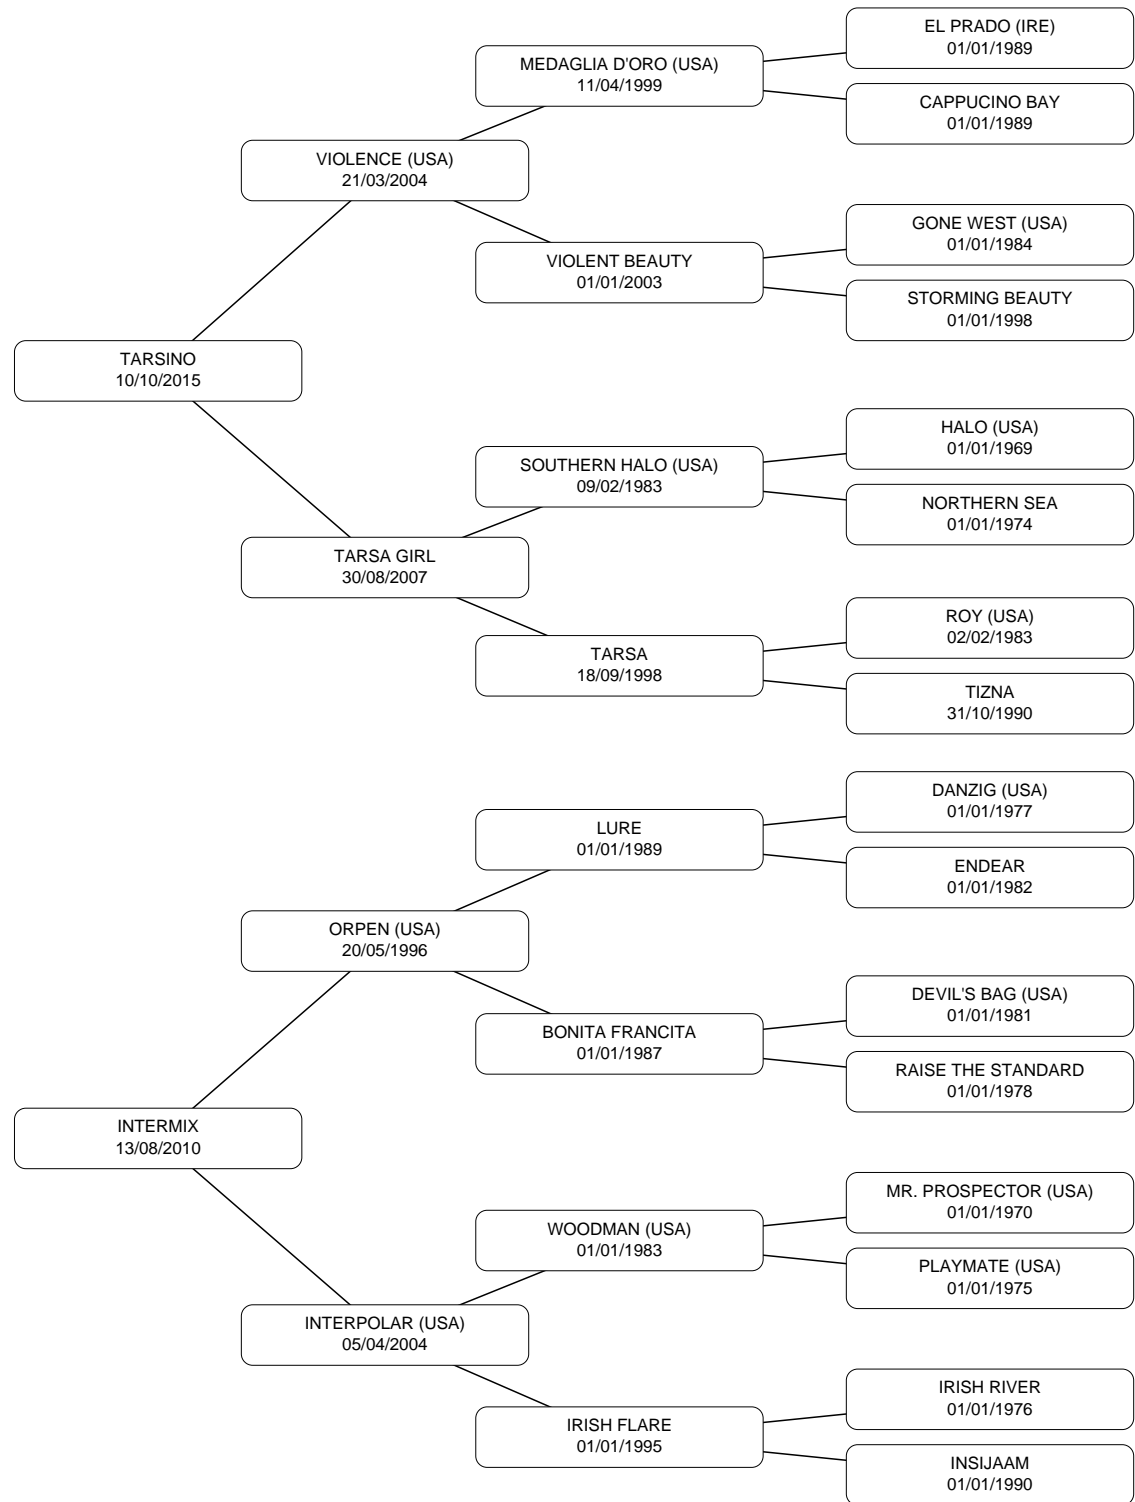 EL PRADO (IRE)
01/01/1989
MEDAGLIA D'ORO (USA)
11/04/1999
CAPPUCINO BAY
01/01/1989
VIOLENCE (USA)
21/03/2004
GONE WEST (USA)
01/01/1984
VIOLENT BEAUTY
01/01/2003
STORMING BEAUTY
01/01/1998
TARSINO
10/10/2015
HALO (USA)
01/01/1969
SOUTHERN HALO (USA)
09/02/1983
NORTHERN SEA
01/01/1974
TARSA GIRL
30/08/2007
ROY (USA)
02/02/1983
TARSA
18/09/1998
TIZNA
31/10/1990
DANZIG (USA)
01/01/1977
LURE
01/01/1989
ENDEAR
01/01/1982
ORPEN (USA)
20/05/1996
DEVIL'S BAG (USA)
01/01/1981
BONITA FRANCITA
01/01/1987
RAISE THE STANDARD
01/01/1978
INTERMIX
13/08/2010
MR. PROSPECTOR (USA)
01/01/1970
WOODMAN (USA)
01/01/1983
PLAYMATE (USA)
01/01/1975
INTERPOLAR (USA)
05/04/2004
IRISH RIVER
01/01/1976
IRISH FLARE
01/01/1995
INSIJAAM
01/01/1990